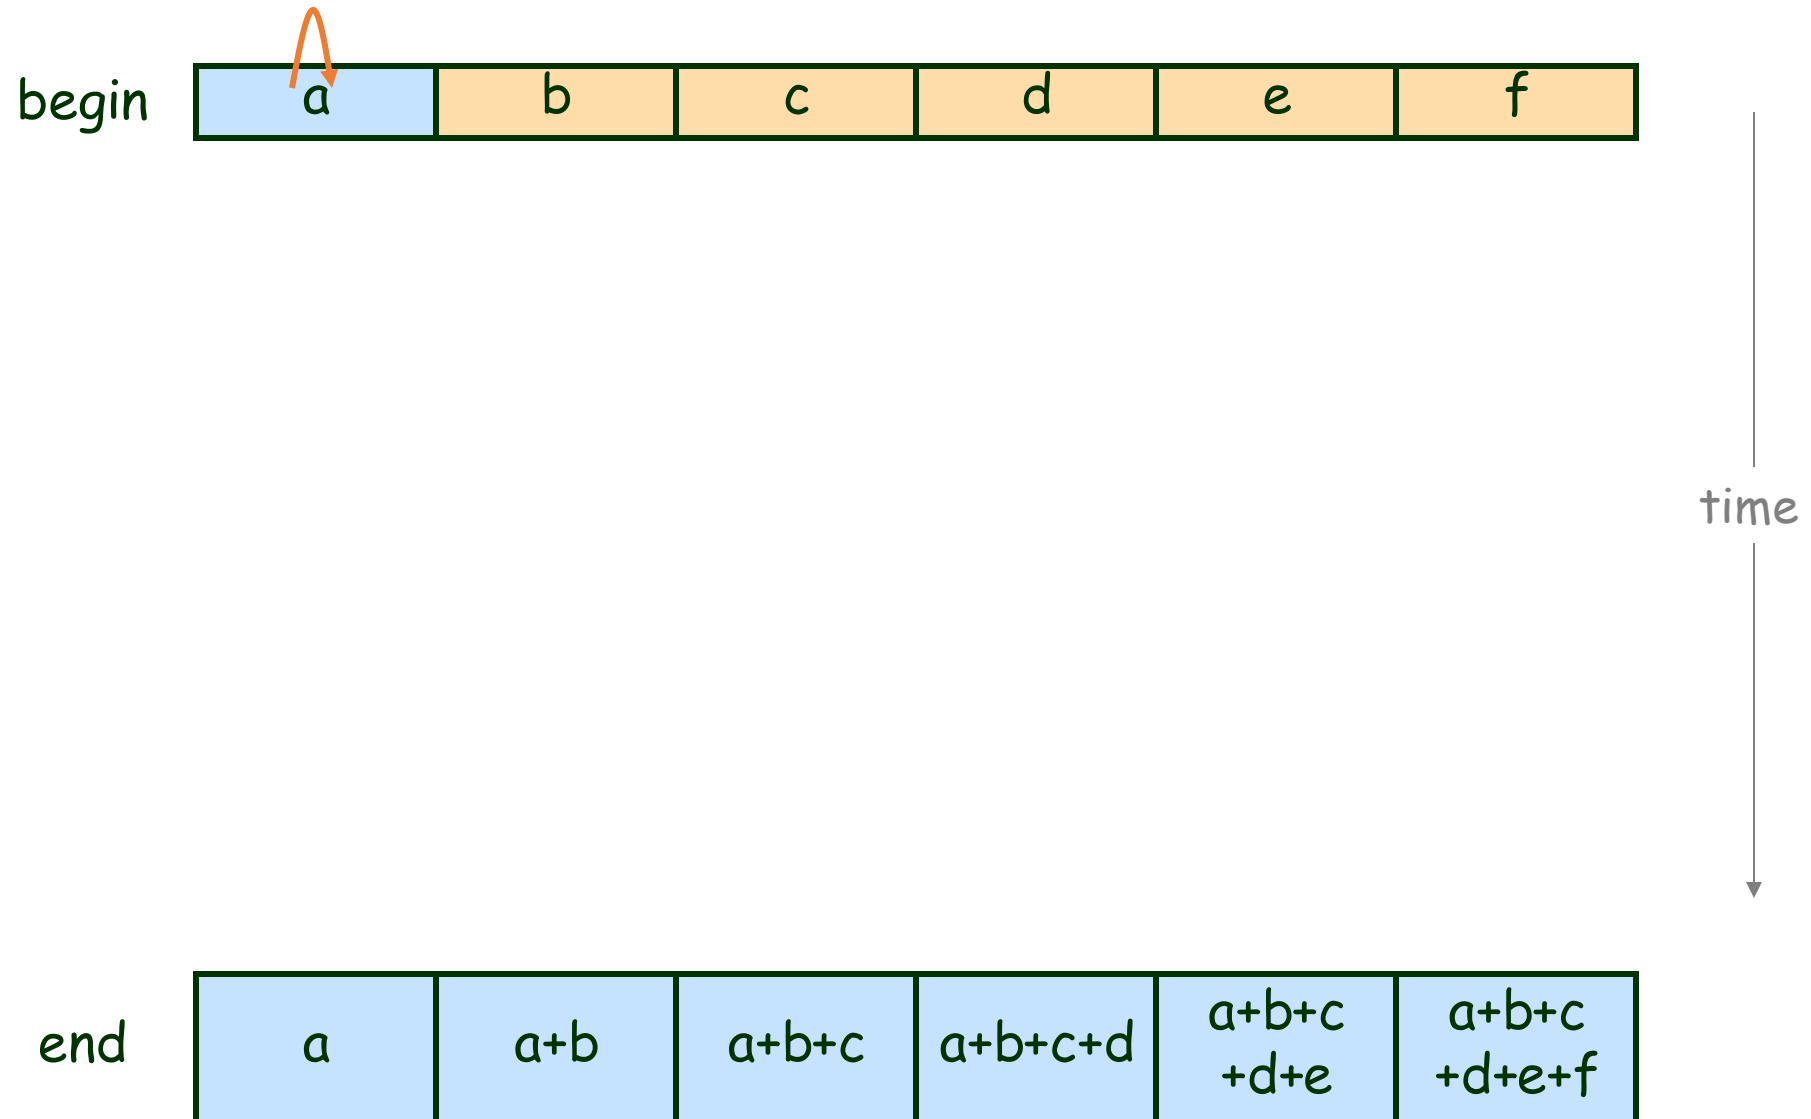 begin
a
b
c
d
e
f
time
end
a
a+b
a+b+c
a+b+c+d
a+b+c
+d+e
a+b+c
+d+e+f